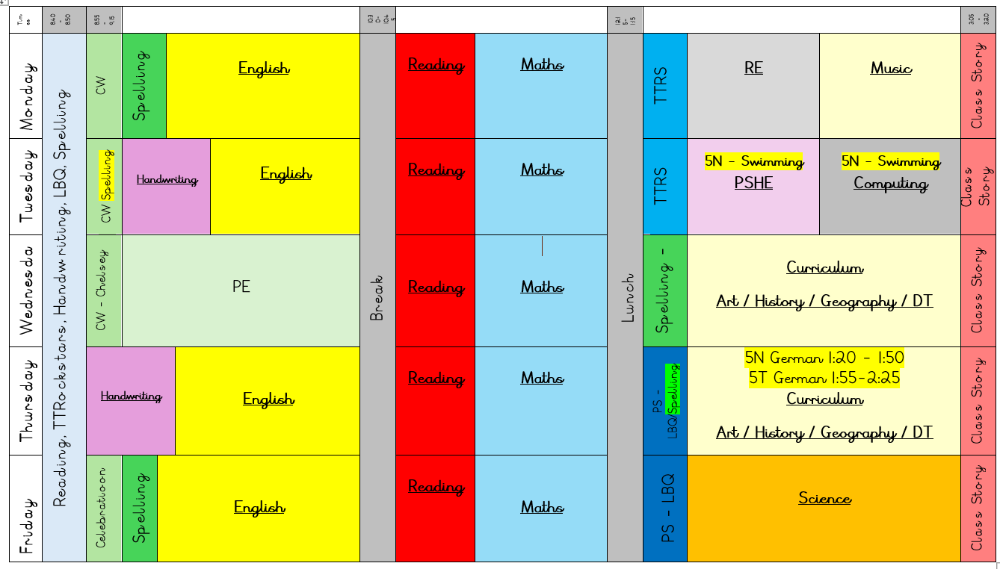 Times
8.40 - 8.50
8.55 - 9.15
10.30- 10.45
12.15- 1.15
3.05 - 3.20
Reading, TTRockstars, Handwriting, LBQ, Spelling
Break
Lunch
Monday
CW
Spelling
English
Reading
Maths
TTRS
RE
Music
Class Story
Tuesday
CW Spelling
Handwriting
English
Reading
Maths
TTRS
5N - Swimming
PSHE
5N - Swimming
Computing
Class
Story
Wednesda
CW - Chelsey
PE
Reading
Maths
Spelling -
Curriculum
Art / History / Geography / DT
Class Story
Thursday
Handwriting
English
Reading
Maths
PS -
LBQ/Spelling
5N German 1:20 - 1:50
5T German 1:55-2:25
Curriculum
Art / History / Geography / DT
Class Story
Friday
Celebration
Spelling
English
Reading
Maths
PS - LBQ
Science
Class Story